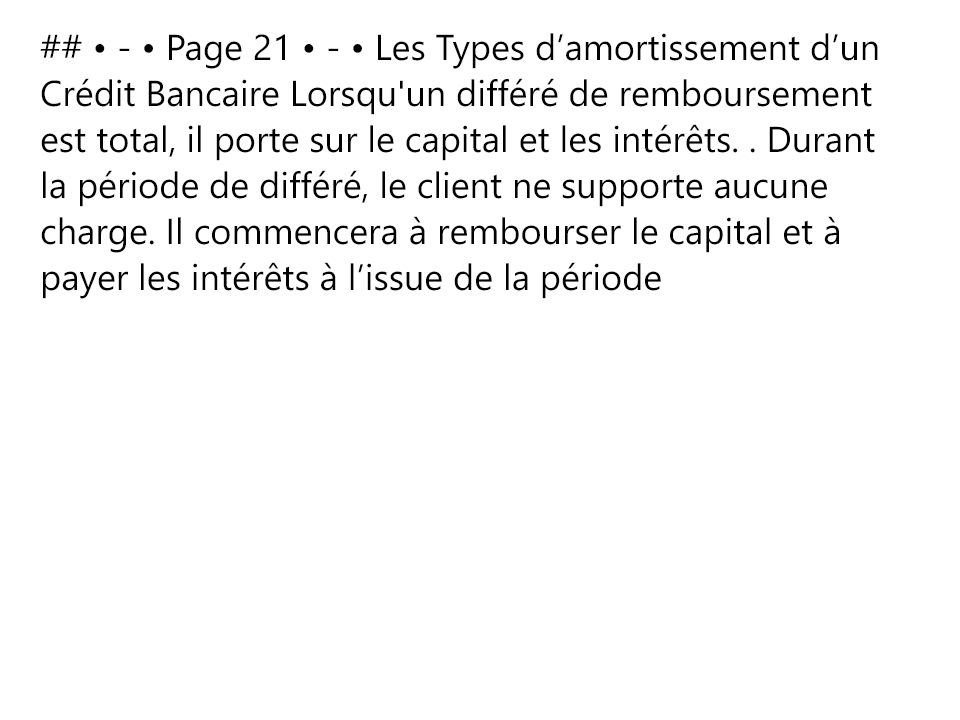 ## • - • Page 21 • - • Les Types d’amortissement d’un
Crédit Bancaire Lorsqu'un différé de remboursement
est total, il porte sur le capital et les intérêts. . Durant
la période de différé, le client ne supporte aucune
charge. Il commencera à rembourser le capital et à
payer les intérêts à l’issue de la période